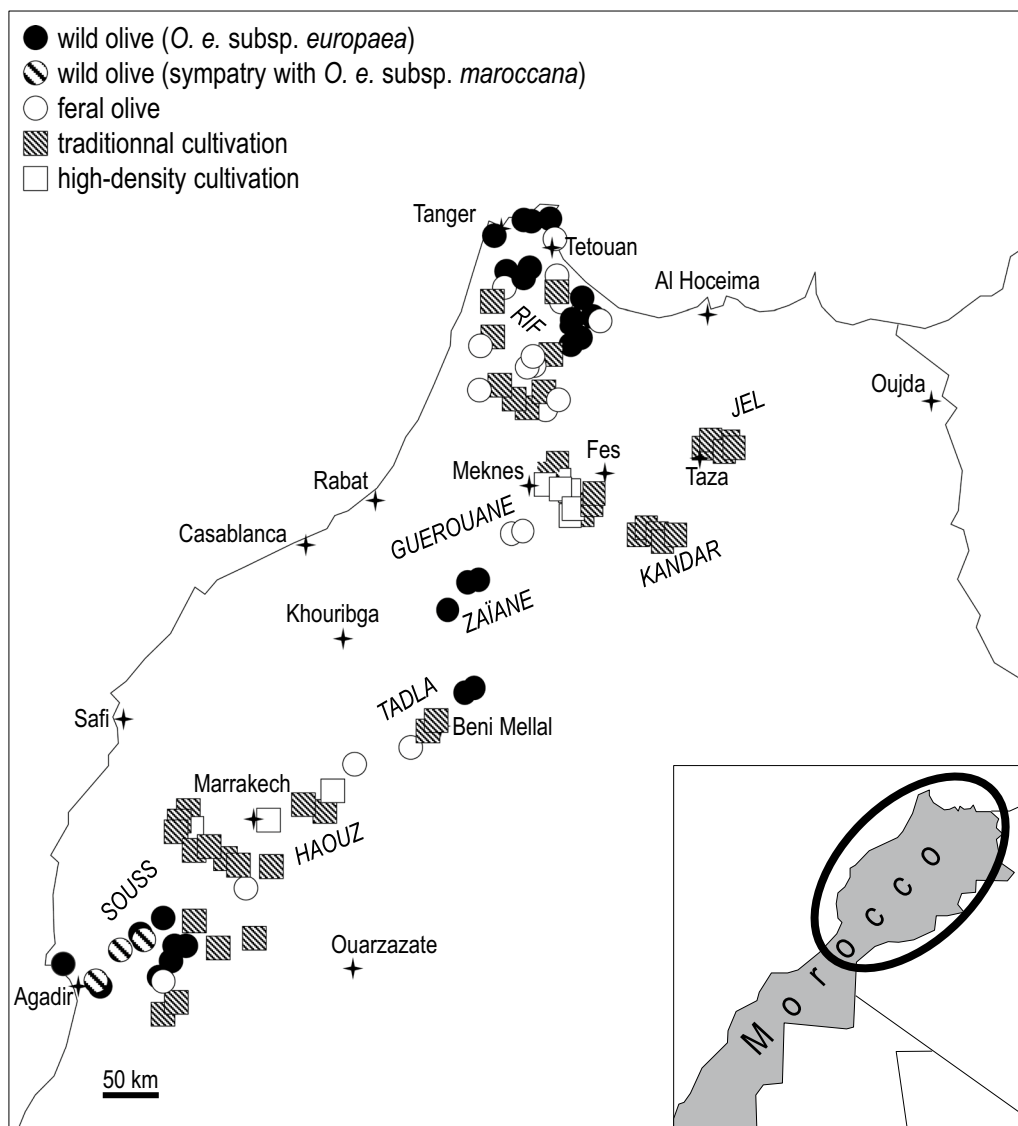 wild olive (O. e. subsp. europaea)
wild olive (sympatry with O. e. subsp. maroccana)
feral olive
traditionnal cultivation
high-density cultivation
Tanger
Tetouan
Al Hoceima
RIF
Oujda
JEL
Fes
Meknes
Taza
Rabat
GUEROUANE
Casablanca
KANDAR
ZAÏANE
Khouribga
TADLA
Safi
Beni Mellal
Marrakech
HAOUZ
SOUSS
Ouarzazate
Agadir
50 km
Morocco